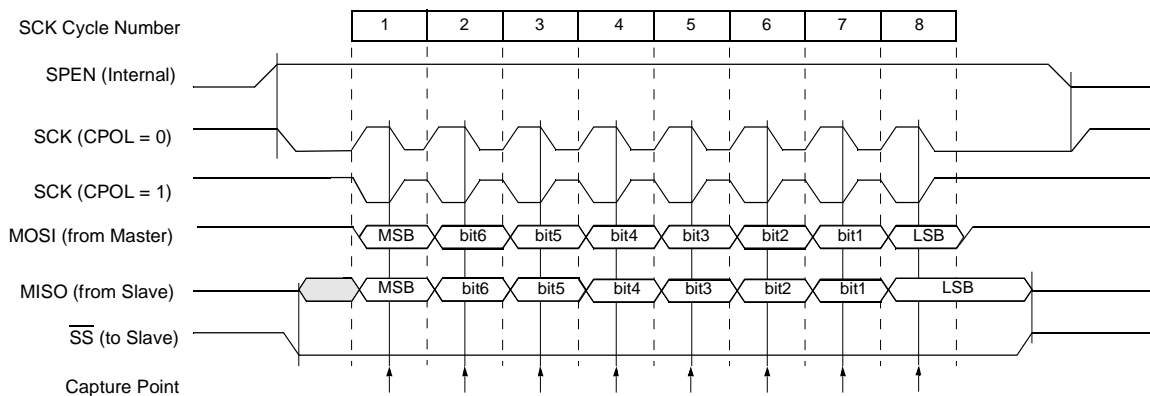 SCK Cycle Number 1 2 3 4 5 6 7 8
SPEN (Internal)
SCK (CPOL = 0)
SCK (CPOL = 1)
MOSI (from Master) MSB bit6 bit5 bit4 bit3 bit2 bit1 LSB
MISO (from Slave) MSB bit6 bit5 bit4 bit3 bit2 bit1 LSB
S̅S̅ (to Slave)
Capture Point